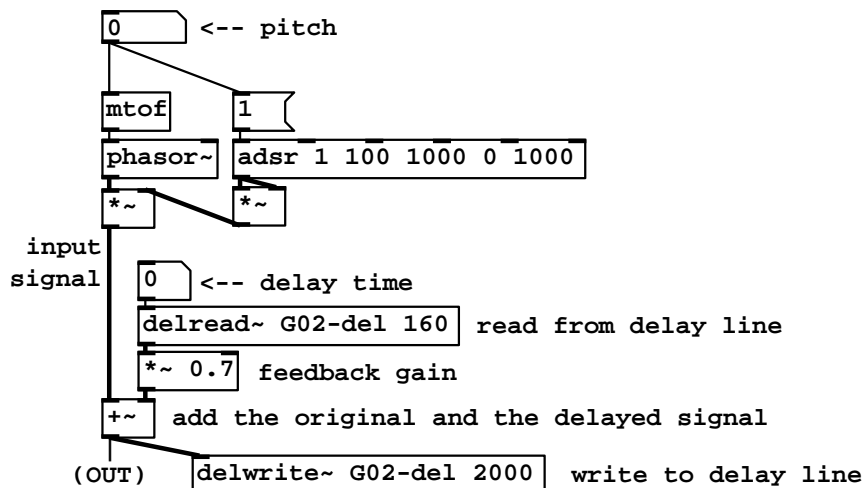 0 <-- pitch
mtof 1
phasor~ adsr 1 100 1000 0 1000
*~ *~
input
signal
0 <-- delay time
delread~ G02-del 160 read from delay line
*~ 0.7 feedback gain
+~ add the original and the delayed signal
(OUT) delwrite~ G02-del 2000 write to delay line